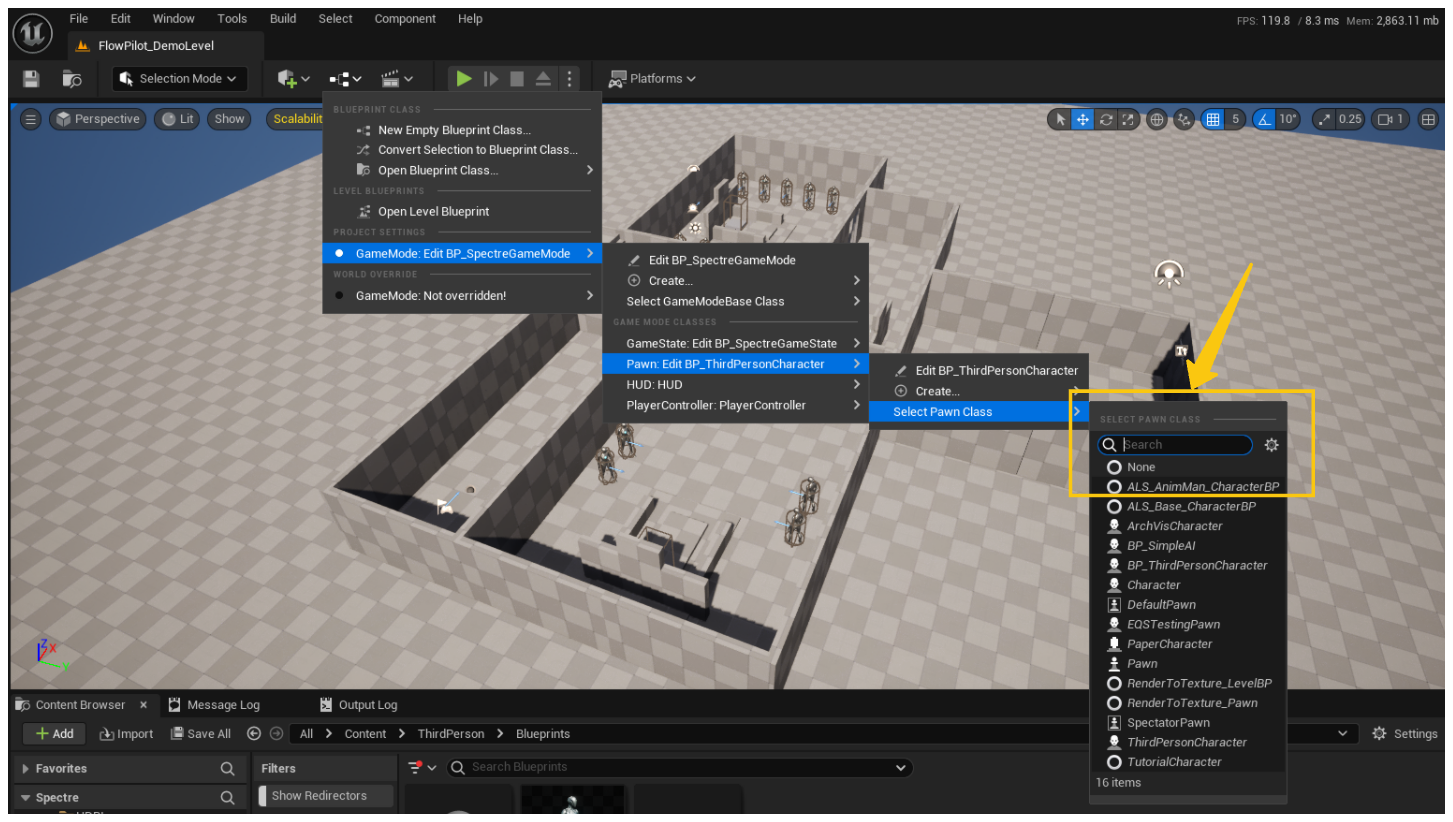 File Edit Window Tools Build Select Component Help
FPS: 119.8 / 8.3 ms Mem: 2,863.11 mb
FlowPilot_DemoLevel
Selection Mode
Platforms
Perspective Lit Show Scalabilit
5 10° 0.25 1
BLUEPRINT CLASS
New Empty Blueprint Class...
Convert Selection to Blueprint Class...
Open Blueprint Class...
LEVEL BLUEPRINTS
Open Level Blueprint
PROJECT SETTINGS
GameMode: Edit BP_SpectreGameMode
WORLD OVERRIDE
GameMode: Not overridden!
Edit BP_SpectreGameMode
Create...
Select GameModeBase Class
GAME MODE CLASSES
GameState: Edit BP_SpectreGameState
Pawn: Edit BP_ThirdPersonCharacter
HUD: HUD
PlayerController: PlayerController
Edit BP_ThirdPersonCharacter
Create...
Select Pawn Class
SELECT PAWN CLASS
Search
None
ALS_AnimMan_CharacterBP
ALS_Base_CharacterBP
ArchVisCharacter
BP_SimpleAI
BP_ThirdPersonCharacter
Character
DefaultPawn
EQSTestingPawn
PaperCharacter
Pawn
RenderToTexture_LevelBP
RenderToTexture_Pawn
SpectatorPawn
ThirdPersonCharacter
TutorialCharacter
16 items
Z X Y
Content Browser Message Log Output Log
Add Import Save All All Content ThirdPerson Blueprints Settings
Favorites Filters Search Blueprints
Spectre Show Redirectors